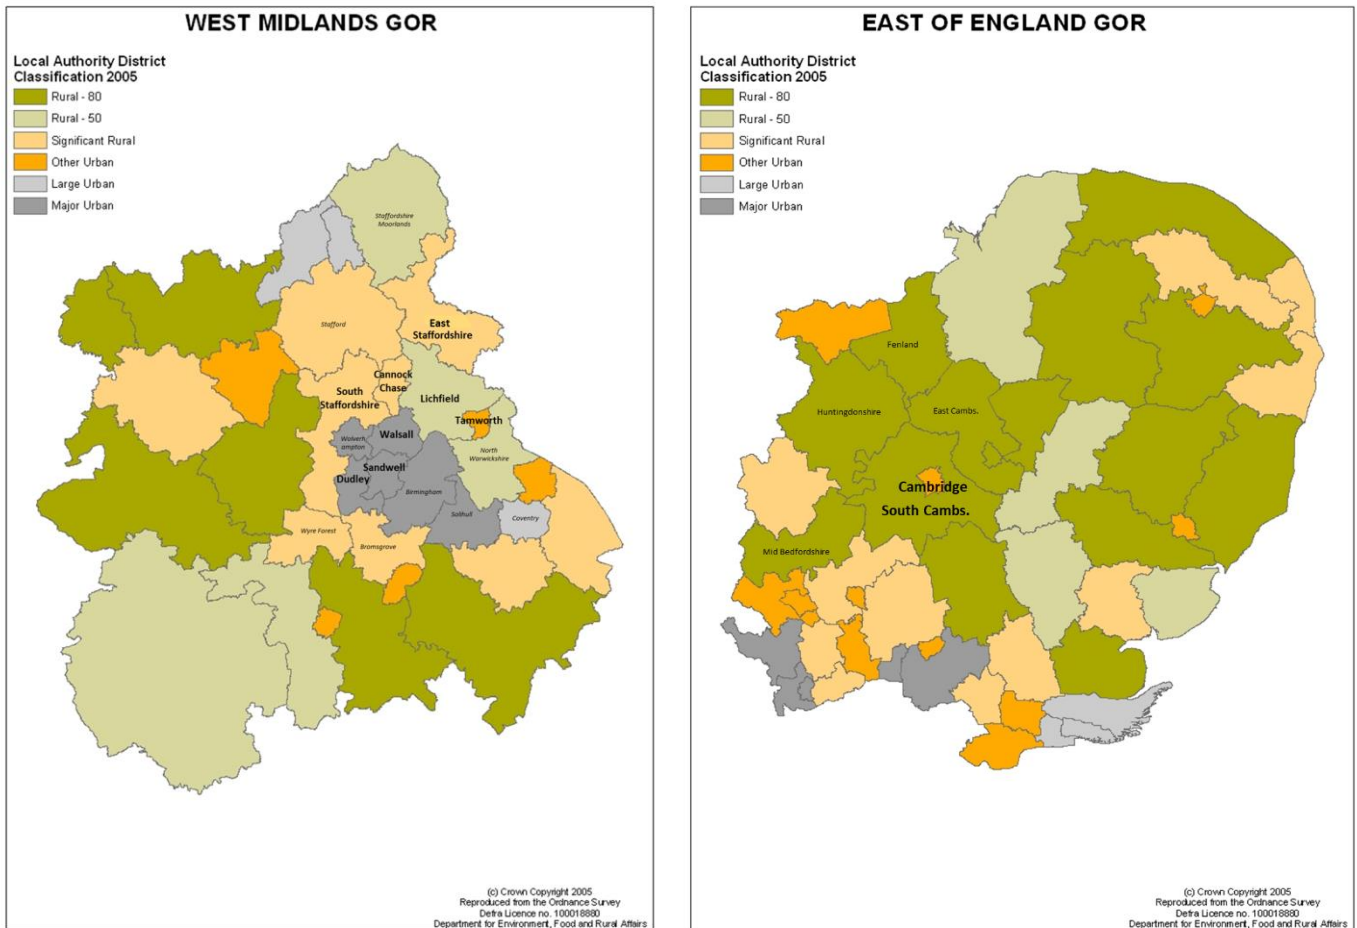 WEST MIDLANDS GOR
Local Authority District
Classification 2005
Rural - 80
Rural - 50
Significant Rural
Other Urban
Large Urban
Major Urban
Staffordshire
Moorlands
Stafford
East
Staffordshire
Cannock
Chase
South
Staffordshire
Lichfield
Tamworth
Walsall
Wolverh
ampton
North
Warwickshire
Sandwell
Dudley
Birmingham
Solihull
Coventry
Wyre Forest
Bromsgrove
(c) Crown Copyright 2005
Reproduced from the Ordnance Survey
Defra Licence no. 100018880
Department for Environment, Food and Rural Affairs
EAST OF ENGLAND GOR
Local Authority District
Classification 2005
Rural - 80
Rural - 50
Significant Rural
Other Urban
Large Urban
Major Urban
Fenland
Huntingdonshire
East Cambs.
Cambridge
South Cambs.
Mid Bedfordshire
(c) Crown Copyright 2005
Reproduced from the Ordnance Survey
Defra Licence no. 100018880
Department for Environment, Food and Rural Affairs